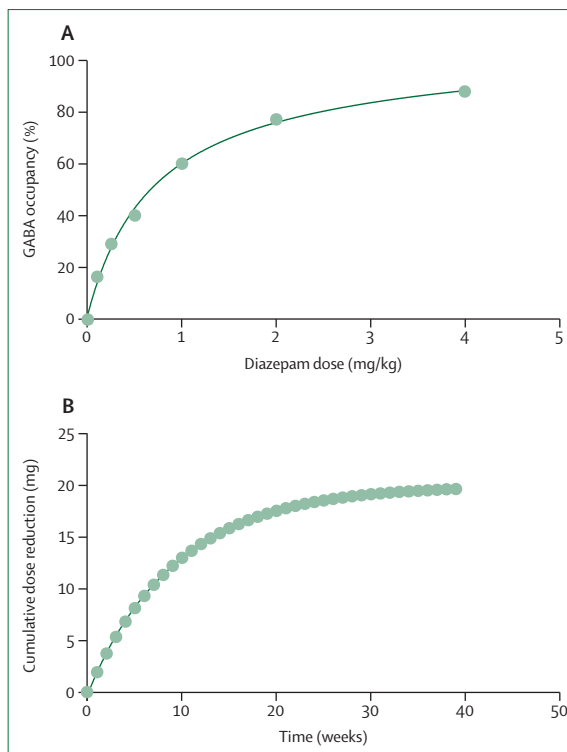 A
GABA occupancy (%)
100
80
60
40
20
0
0 1 2 3 4 5
Diazepam dose (mg/kg)
B
Cumulative dose reduction (mg)
25
20
15
10
5
0
0 10 20 30 40 50
Time (weeks)